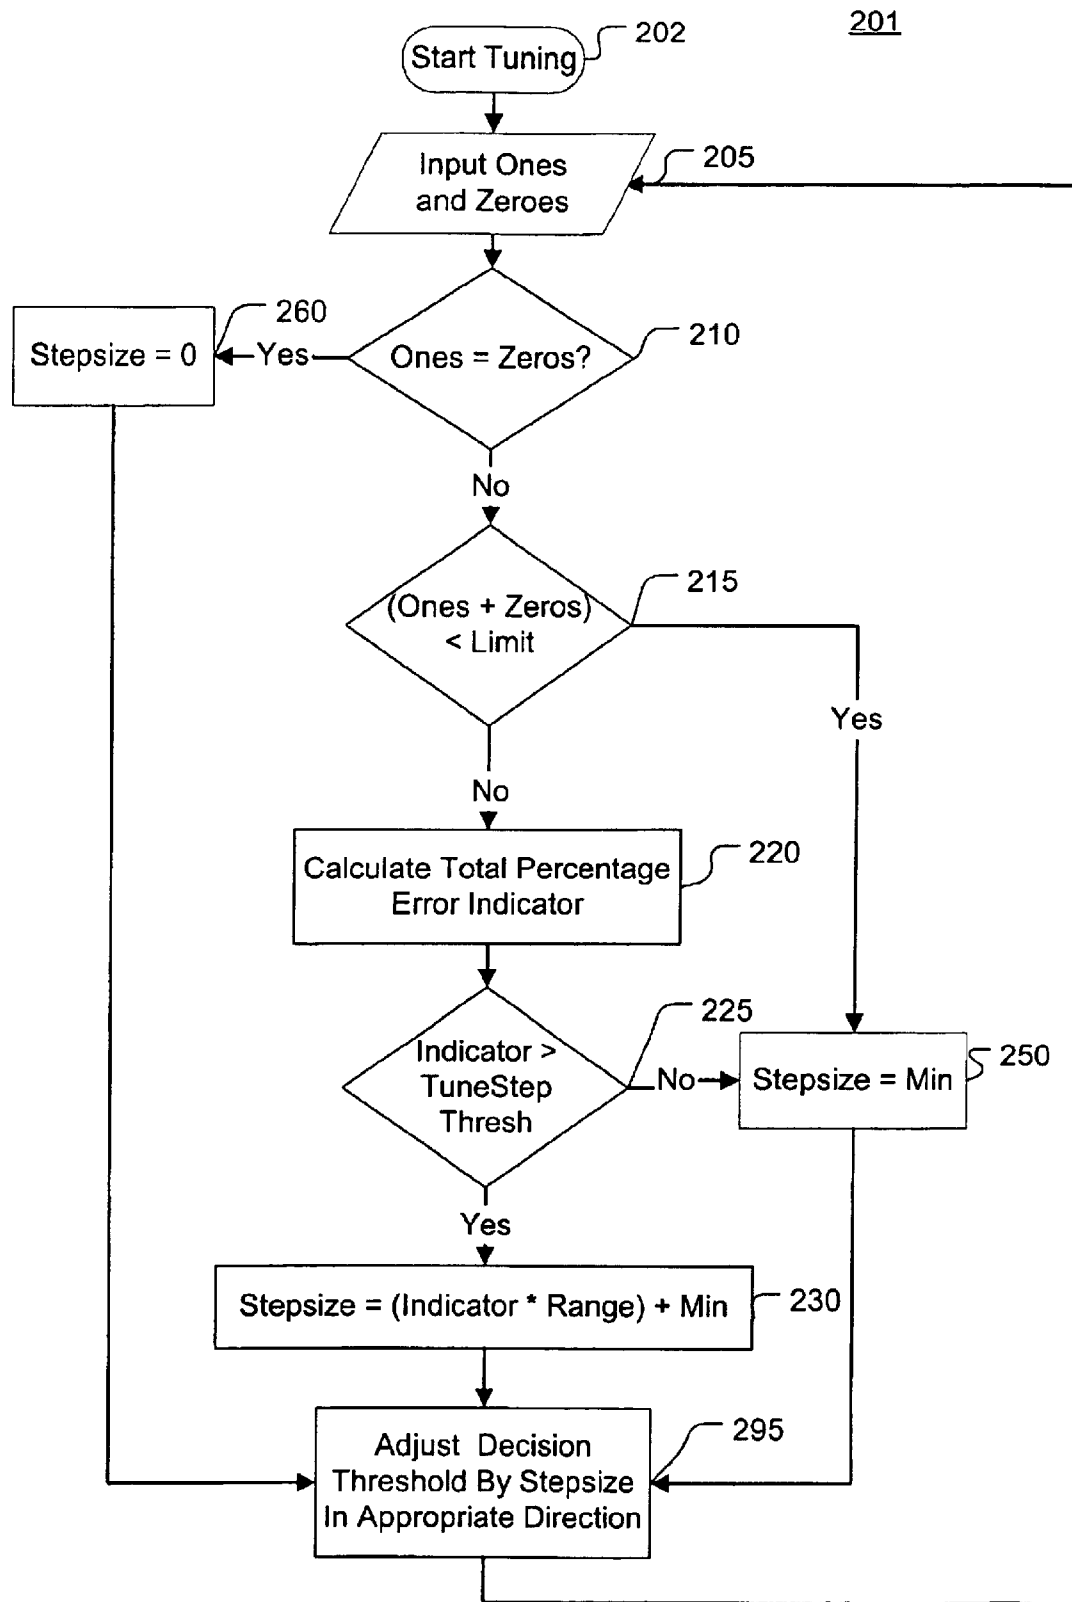 201
202
Start Tuning
205
Input Ones
and Zeroes
260
210
Stepsize = 0
Yes
Ones = Zeros?
No
215
(Ones + Zeros)
< Limit
Yes
No
220
Calculate Total Percentage
Error Indicator
225
Indicator >
TuneStep
Thresh
No
250
Stepsize = Min
Yes
230
Stepsize = (Indicator * Range) + Min
295
Adjust Decision
Threshold By Stepsize
In Appropriate Direction